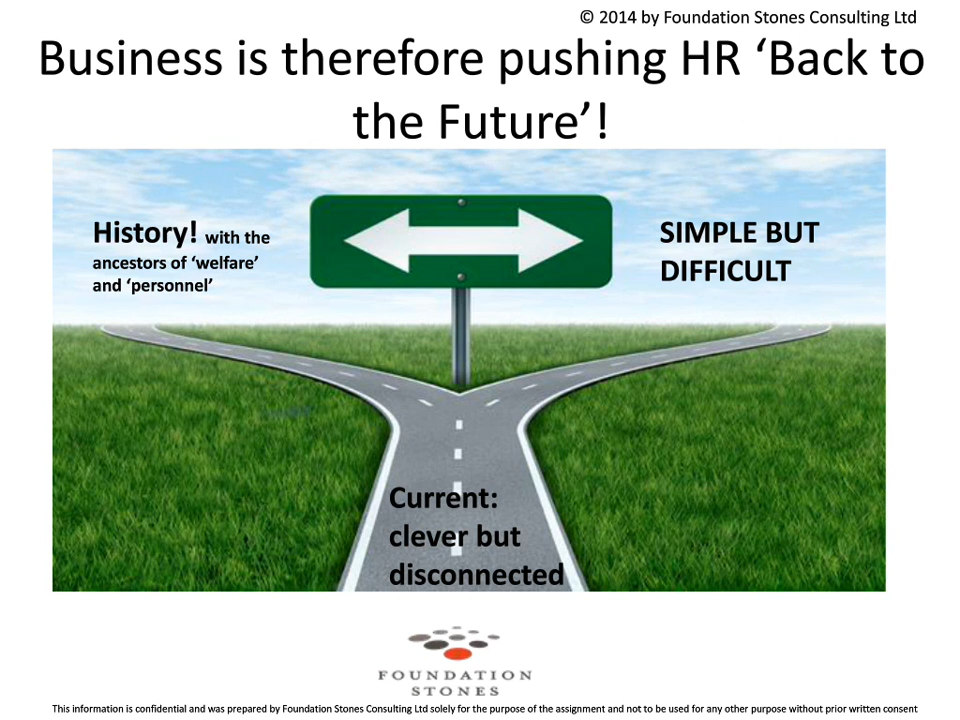 © 2014 by Foundation Stones Consulting Ltd
Business is therefore pushing HR ‘Back to
the Future’!
History! with the
ancestors of ‘welfare’
and ‘personnel’
SIMPLE BUT
DIFFICULT
Current:
clever but
disconnected
FOUNDATION
STONES
This information is confidential and was prepared by Foundation Stones Consulting Ltd solely for the purpose of the assignment and not to be used for any other purpose without prior written consent